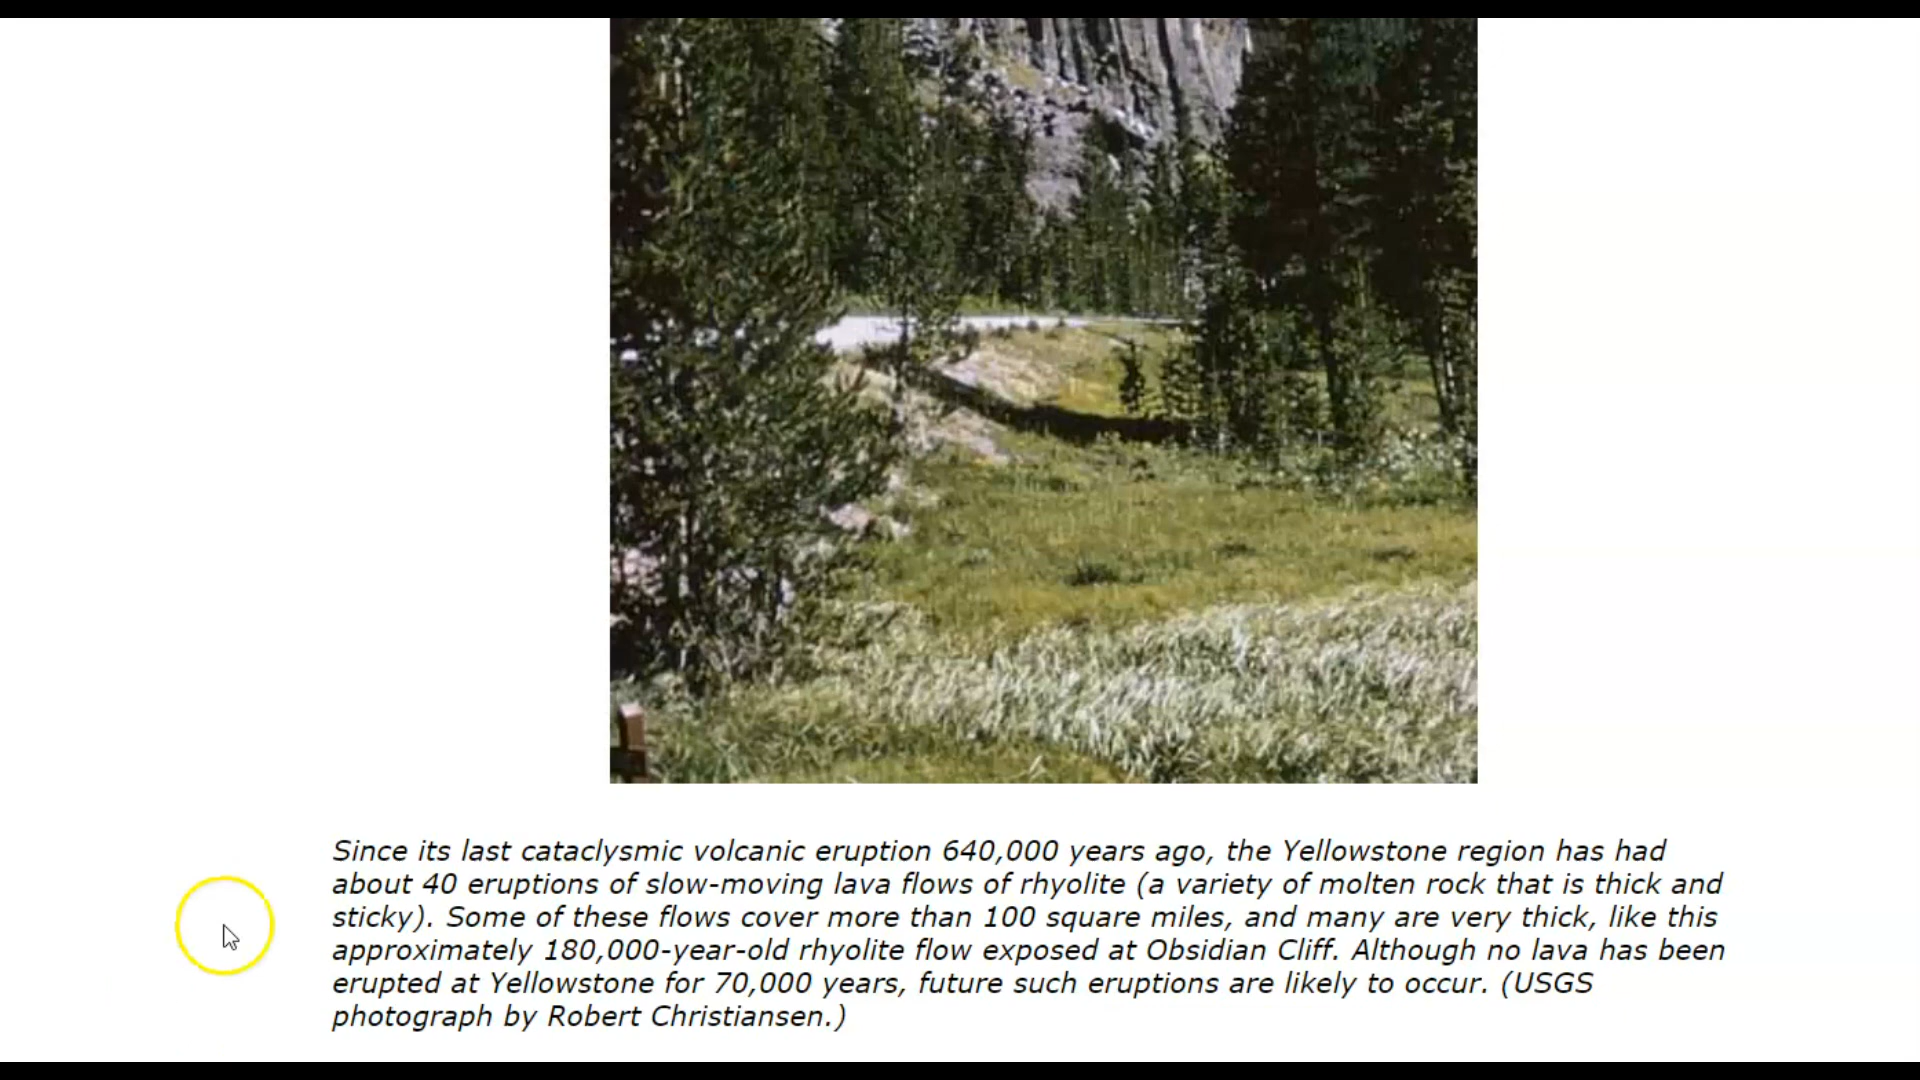 Since its last cataclysmic volcanic eruption 640,000 years ago, the Yellowstone region has had
about 40 eruptions of slow-moving lava flows of rhyolite (a variety of molten rock that is thick and
sticky). Some of these flows cover more than 100 square miles, and many are very thick, like this
approximately 180,000-year-old rhyolite flow exposed at Obsidian Cliff. Although no lava has been
erupted at Yellowstone for 70,000 years, future such eruptions are likely to occur. (USGS
photograph by Robert Christiansen.)